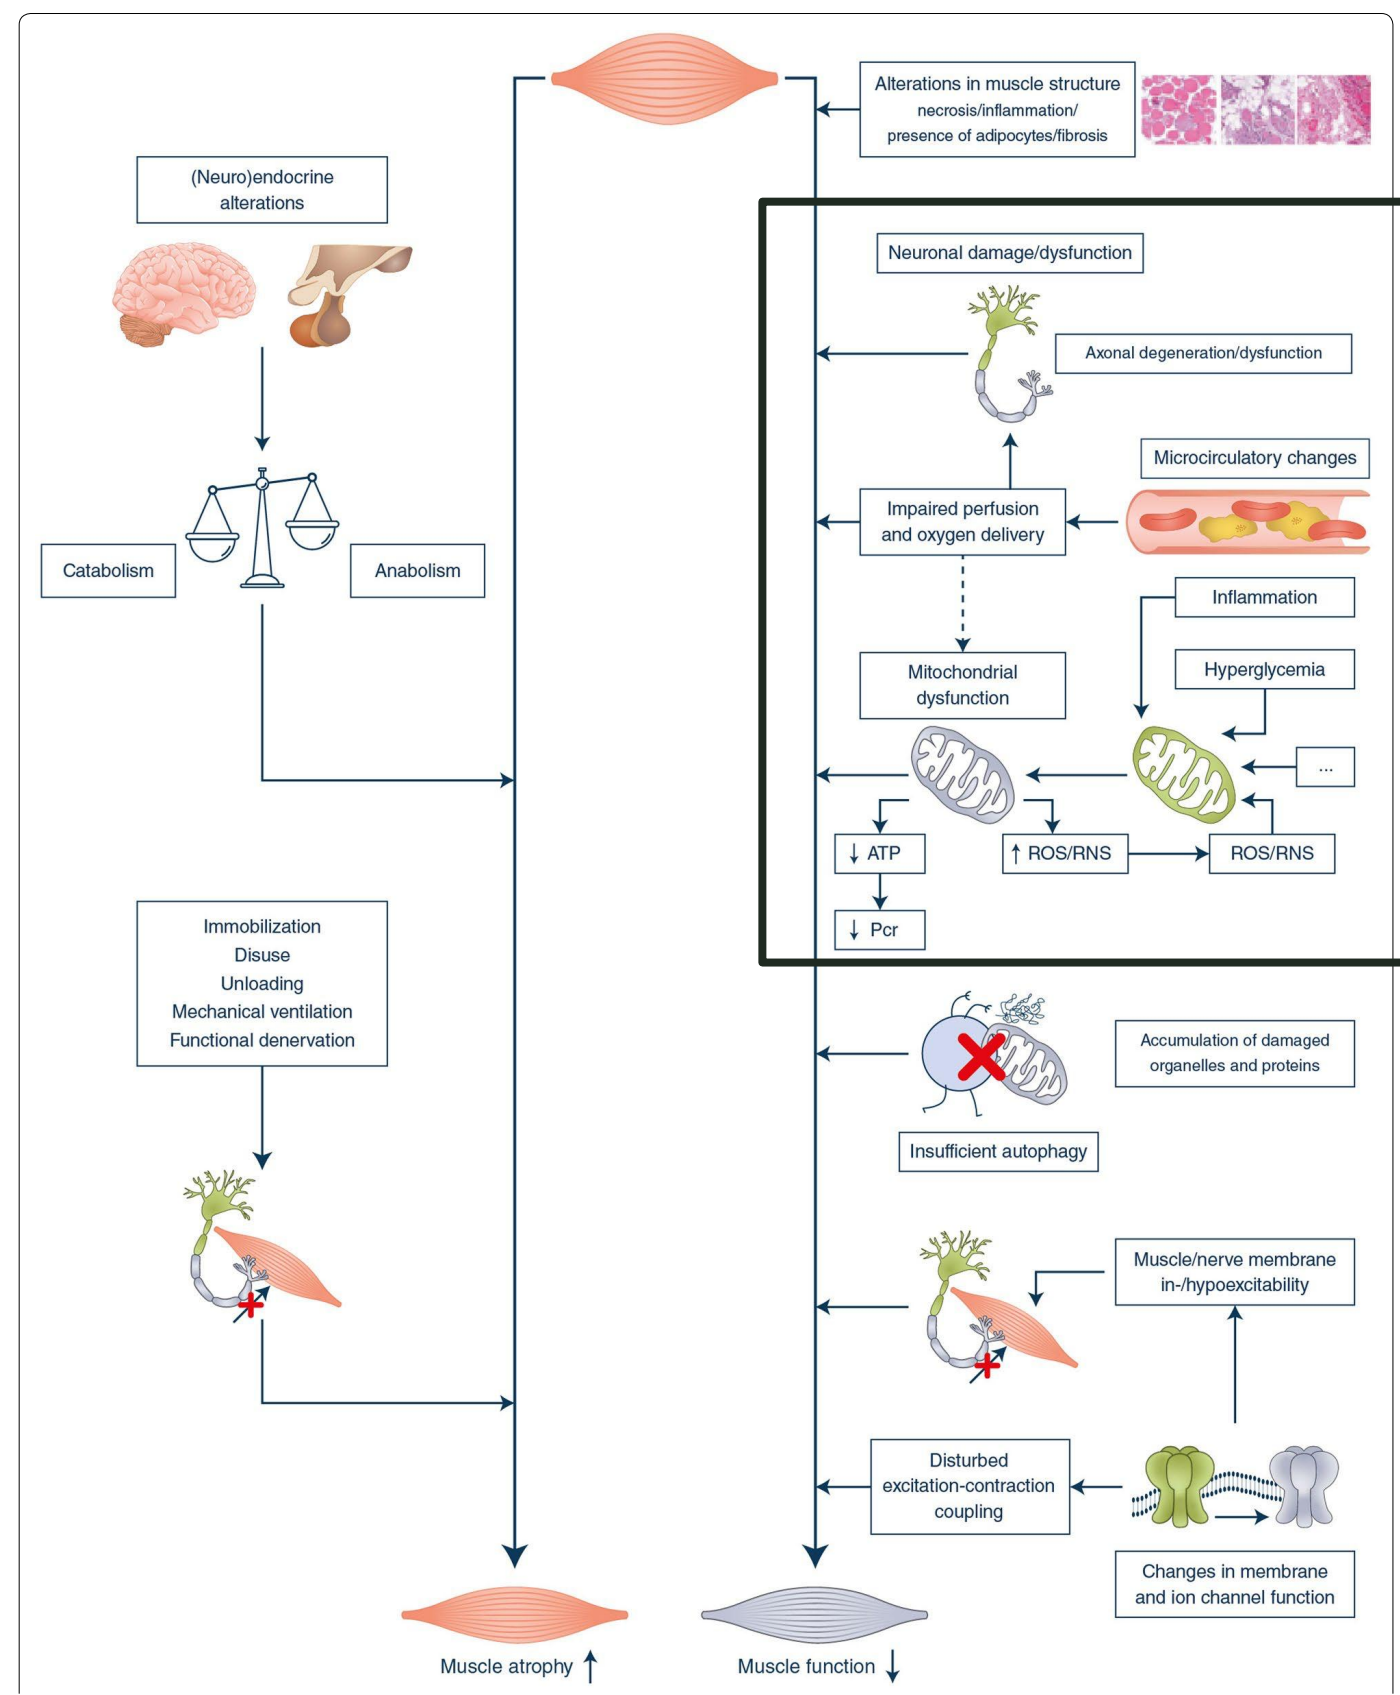 Alterations in muscle structure
necrosis/inflammation/
presence of adipocytes/fibrosis
(Neuro)endocrine
alterations
Catabolism
Anabolism
Neuronal damage/dysfunction
Axonal degeneration/dysfunction
Microcirculatory changes
Impaired perfusion
and oxygen delivery
Inflammation
Hyperglycemia
...
Mitochondrial
dysfunction
↓ ATP
↑ ROS/RNS
ROS/RNS
↓ Pcr
Immobilization
Disuse
Unloading
Mechanical ventilation
Functional denervation
Accumulation of damaged
organelles and proteins
Insufficient autophagy
Muscle/nerve membrane
in-/hypoexcitability
Disturbed
excitation-contraction
coupling
Changes in membrane
and ion channel function
Muscle atrophy ↑
Muscle function ↓